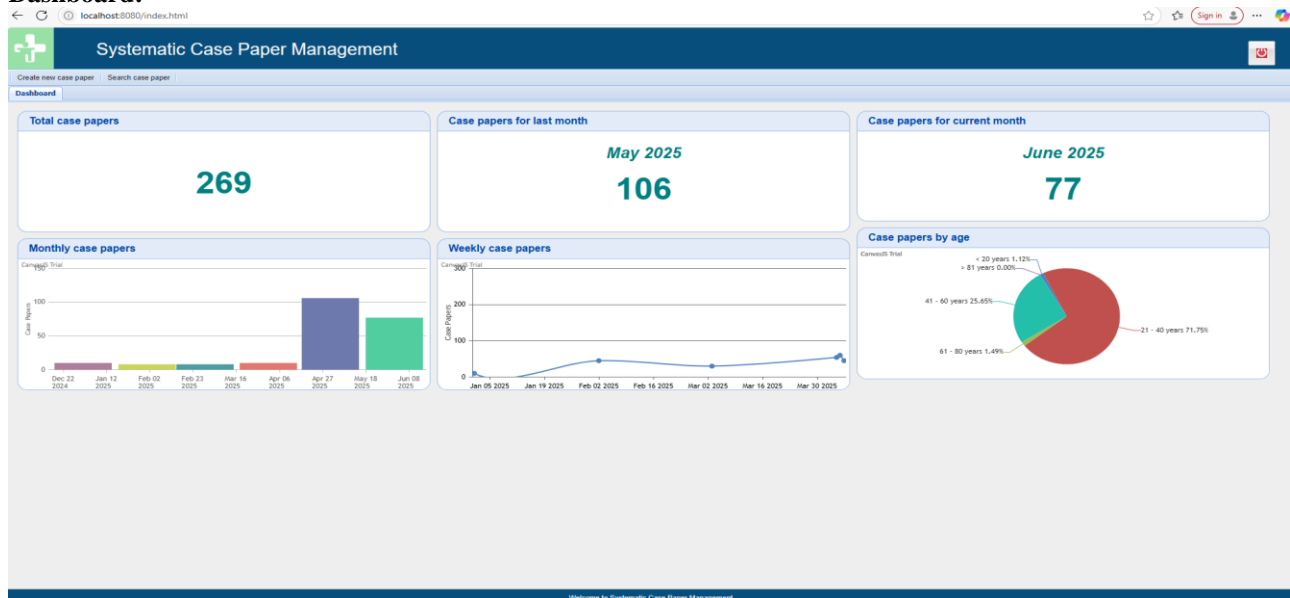 Dashboard:
localhost:8080/index.html
Sign in
Systematic Case Paper Management
Create new case paper
Search case paper
Dashboard
Total case papers
269
Case papers for last month
May 2025
106
Case papers for current month
June 2025
77
Monthly case papers
CanvasJS Trial
150
100
50
0
Case Papers
Dec 22 2024
Jan 12 2025
Feb 02 2025
Feb 23 2025
Mar 16 2025
Apr 06 2025
Apr 27 2025
May 18 2025
Jun 08 2025
Weekly case papers
CanvasJS Trial
300
200
100
0
Case Papers
Jan 05 2025
Jan 19 2025
Feb 02 2025
Feb 16 2025
Mar 02 2025
Mar 16 2025
Mar 30 2025
Case papers by age
CanvasJS Trial
< 20 years 1.12%
> 81 years 0.00%
41 - 60 years 25.65%
21 - 40 years 71.75%
61 - 80 years 1.49%
Welcome to Systematic Case Paper Management